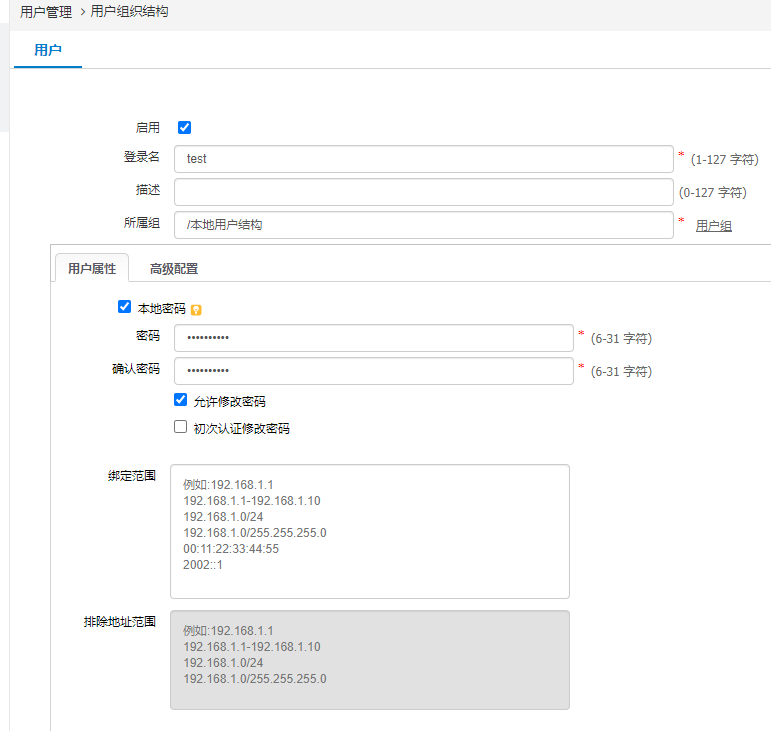 用户管理 > 用户组织结构
用户
启用
登录名 test * (1-127 字符)
描述 (0-127 字符)
所属组 /本地用户结构 * 用户组
用户属性 高级配置
本地密码
密码 •••••••••• * (6-31 字符)
确认密码 •••••••••• * (6-31 字符)
允许修改密码
初次认证修改密码
绑定范围
例如:192.168.1.1
192.168.1.1-192.168.1.10
192.168.1.0/24
192.168.1.0/255.255.255.0
00:11:22:33:44:55
2002::1
排除地址范围
例如:192.168.1.1
192.168.1.1-192.168.1.10
192.168.1.0/24
192.168.1.0/255.255.255.0